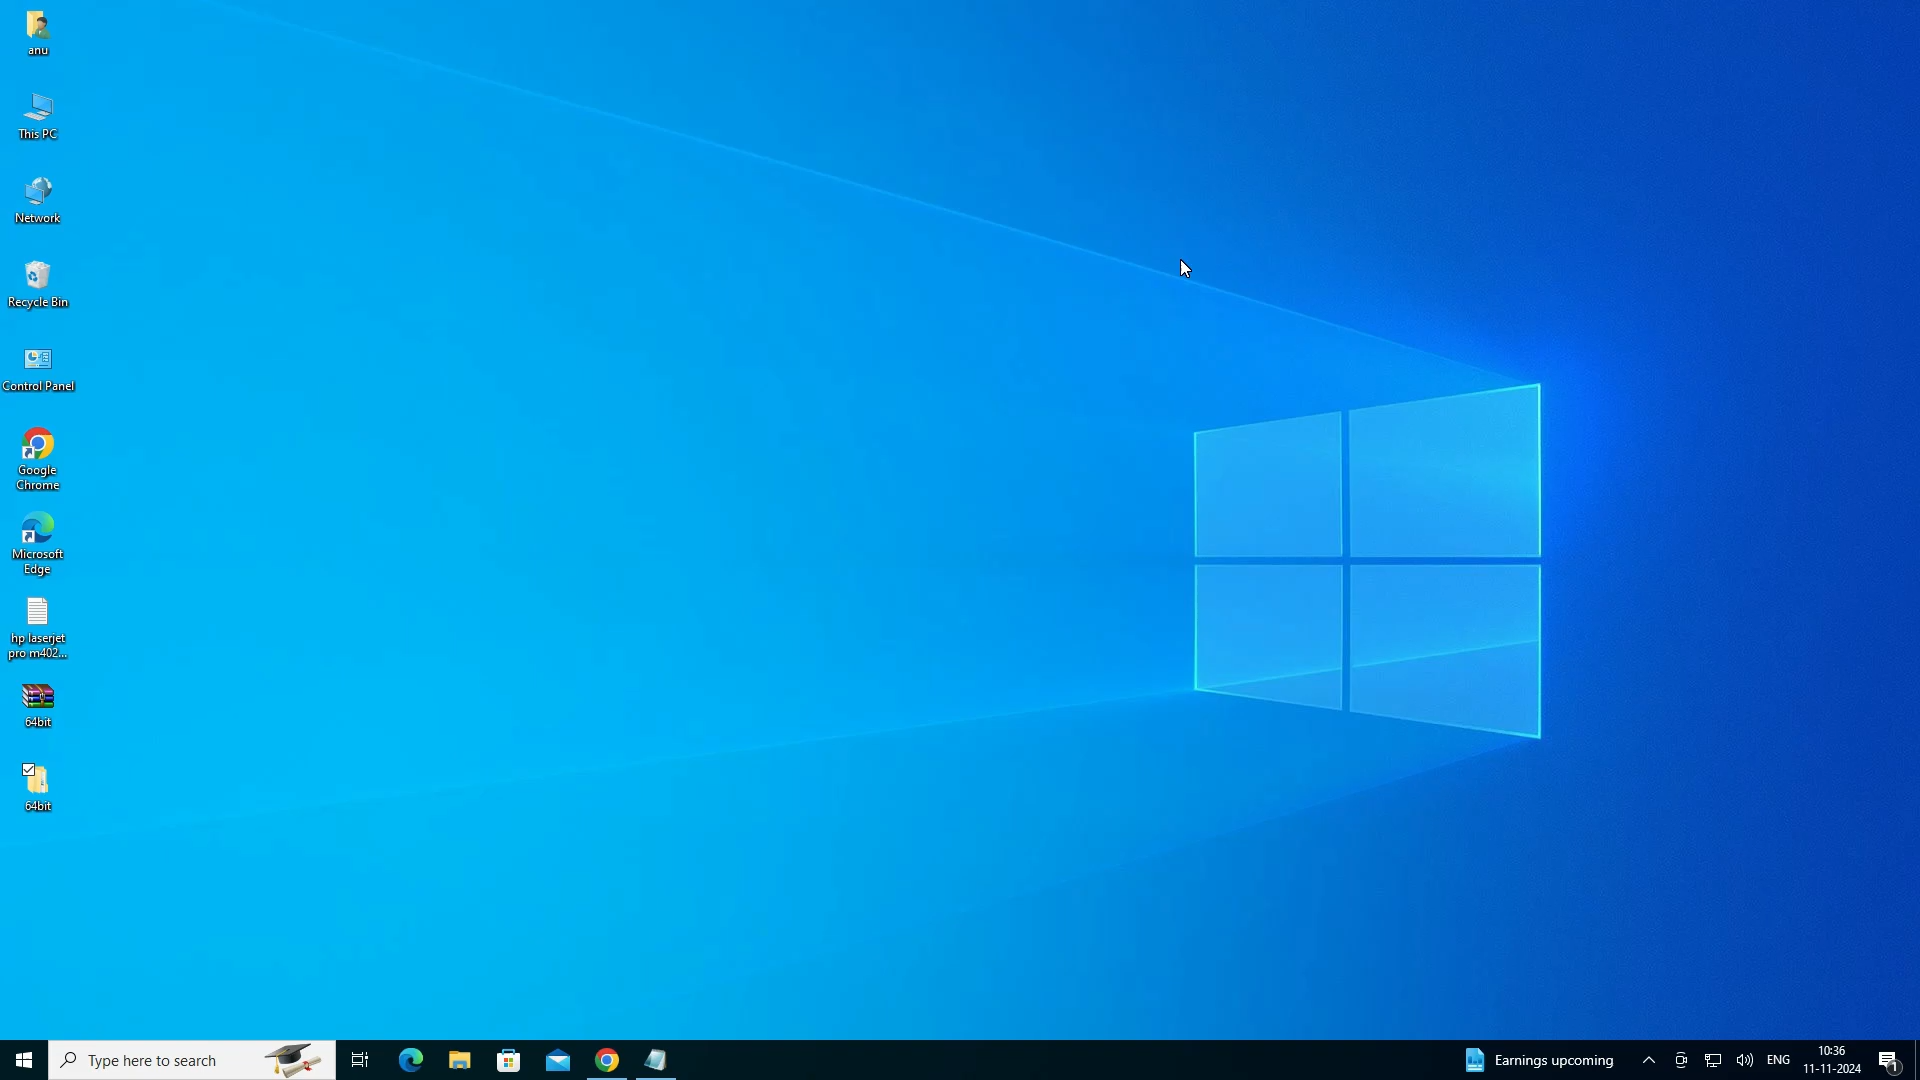 anu
This PC
Network
Recycle Bin
Control Panel
Google
Chrome
Microsoft
Edge
hp laserjet
pro m402...
64bit
64bit
Type here to search
Earnings upcoming
ENG
10:36
11-11-2024
1